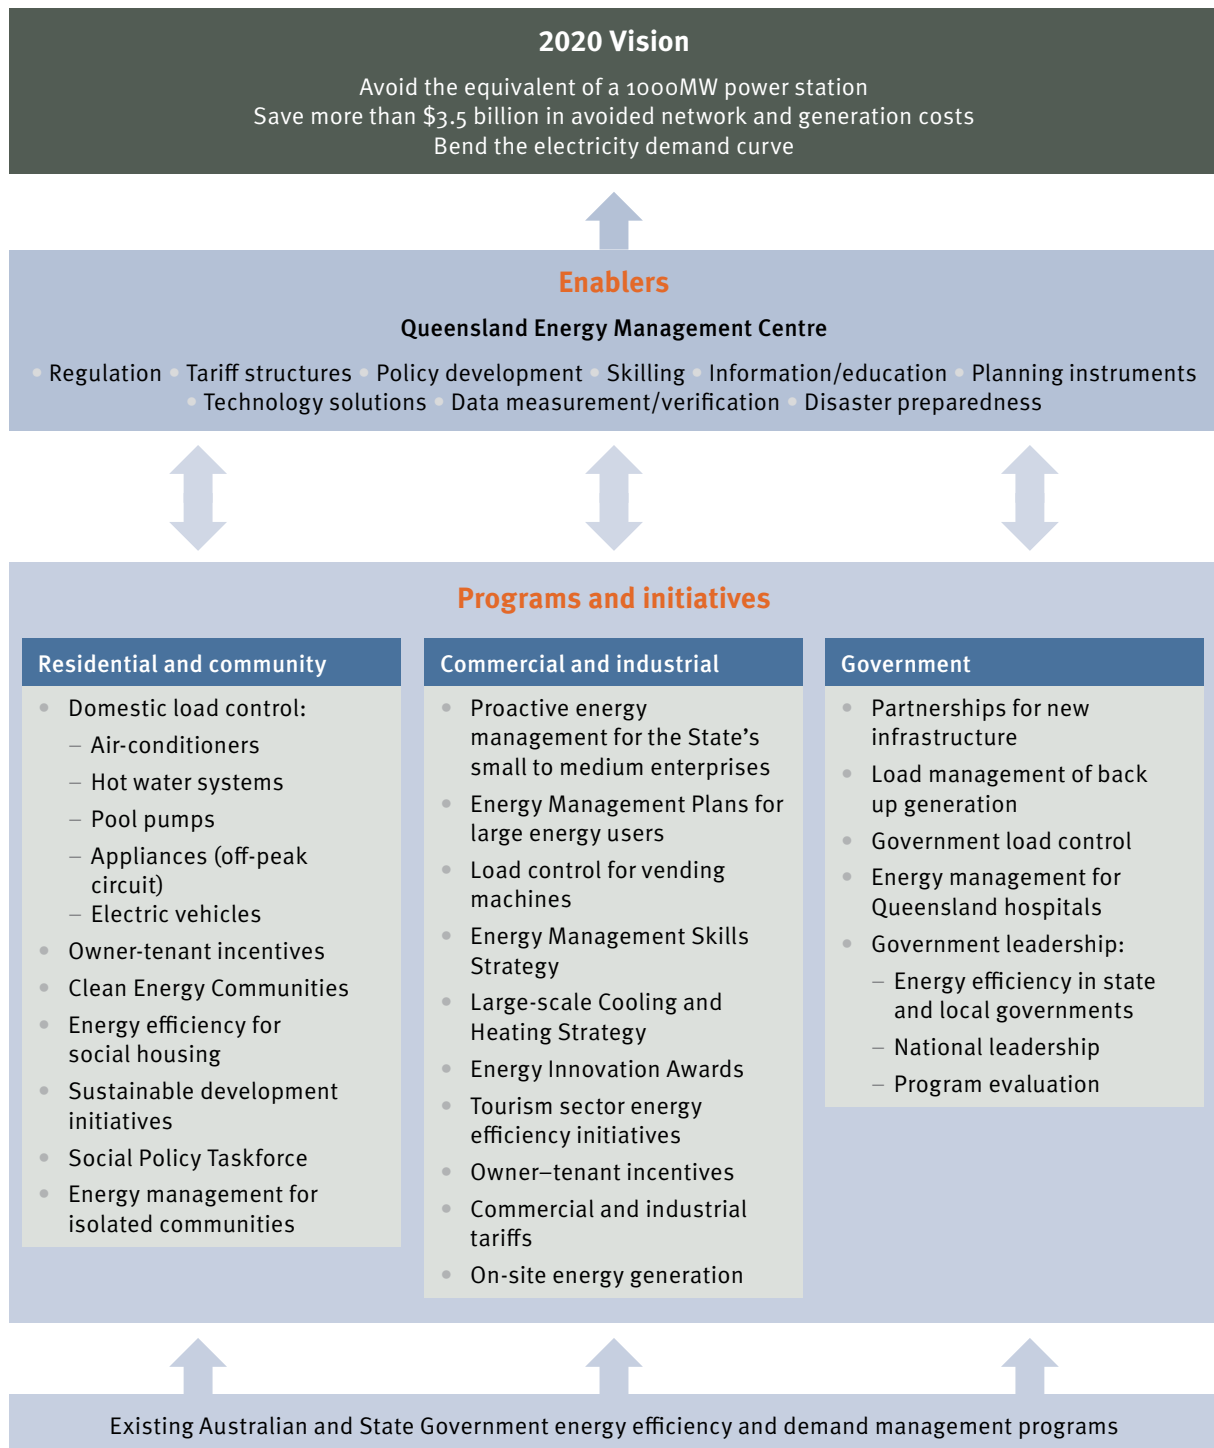 2020 Vision
Avoid the equivalent of a 1000MW power station
Save more than $3.5 billion in avoided network and generation costs
Bend the electricity demand curve
Enablers
Queensland Energy Management Centre
• Regulation • Tariff structures • Policy development • Skilling • Information/education • Planning instruments
• Technology solutions • Data measurement/verification • Disaster preparedness
Programs and initiatives
Residential and community
• Domestic load control:
– Air-conditioners
– Hot water systems
– Pool pumps
– Appliances (off-peak
circuit)
– Electric vehicles
• Owner-tenant incentives
• Clean Energy Communities
• Energy efficiency for
social housing
• Sustainable development
initiatives
• Social Policy Taskforce
• Energy management for
isolated communities
Commercial and industrial
• Proactive energy
management for the State’s
small to medium enterprises
• Energy Management Plans for
large energy users
• Load control for vending
machines
• Energy Management Skills
Strategy
• Large-scale Cooling and
Heating Strategy
• Energy Innovation Awards
• Tourism sector energy
efficiency initiatives
• Owner–tenant incentives
• Commercial and industrial
tariffs
• On-site energy generation
Government
• Partnerships for new
infrastructure
• Load management of back
up generation
• Government load control
• Energy management for
Queensland hospitals
• Government leadership:
– Energy efficiency in state
and local governments
– National leadership
– Program evaluation
Existing Australian and State Government energy efficiency and demand management programs